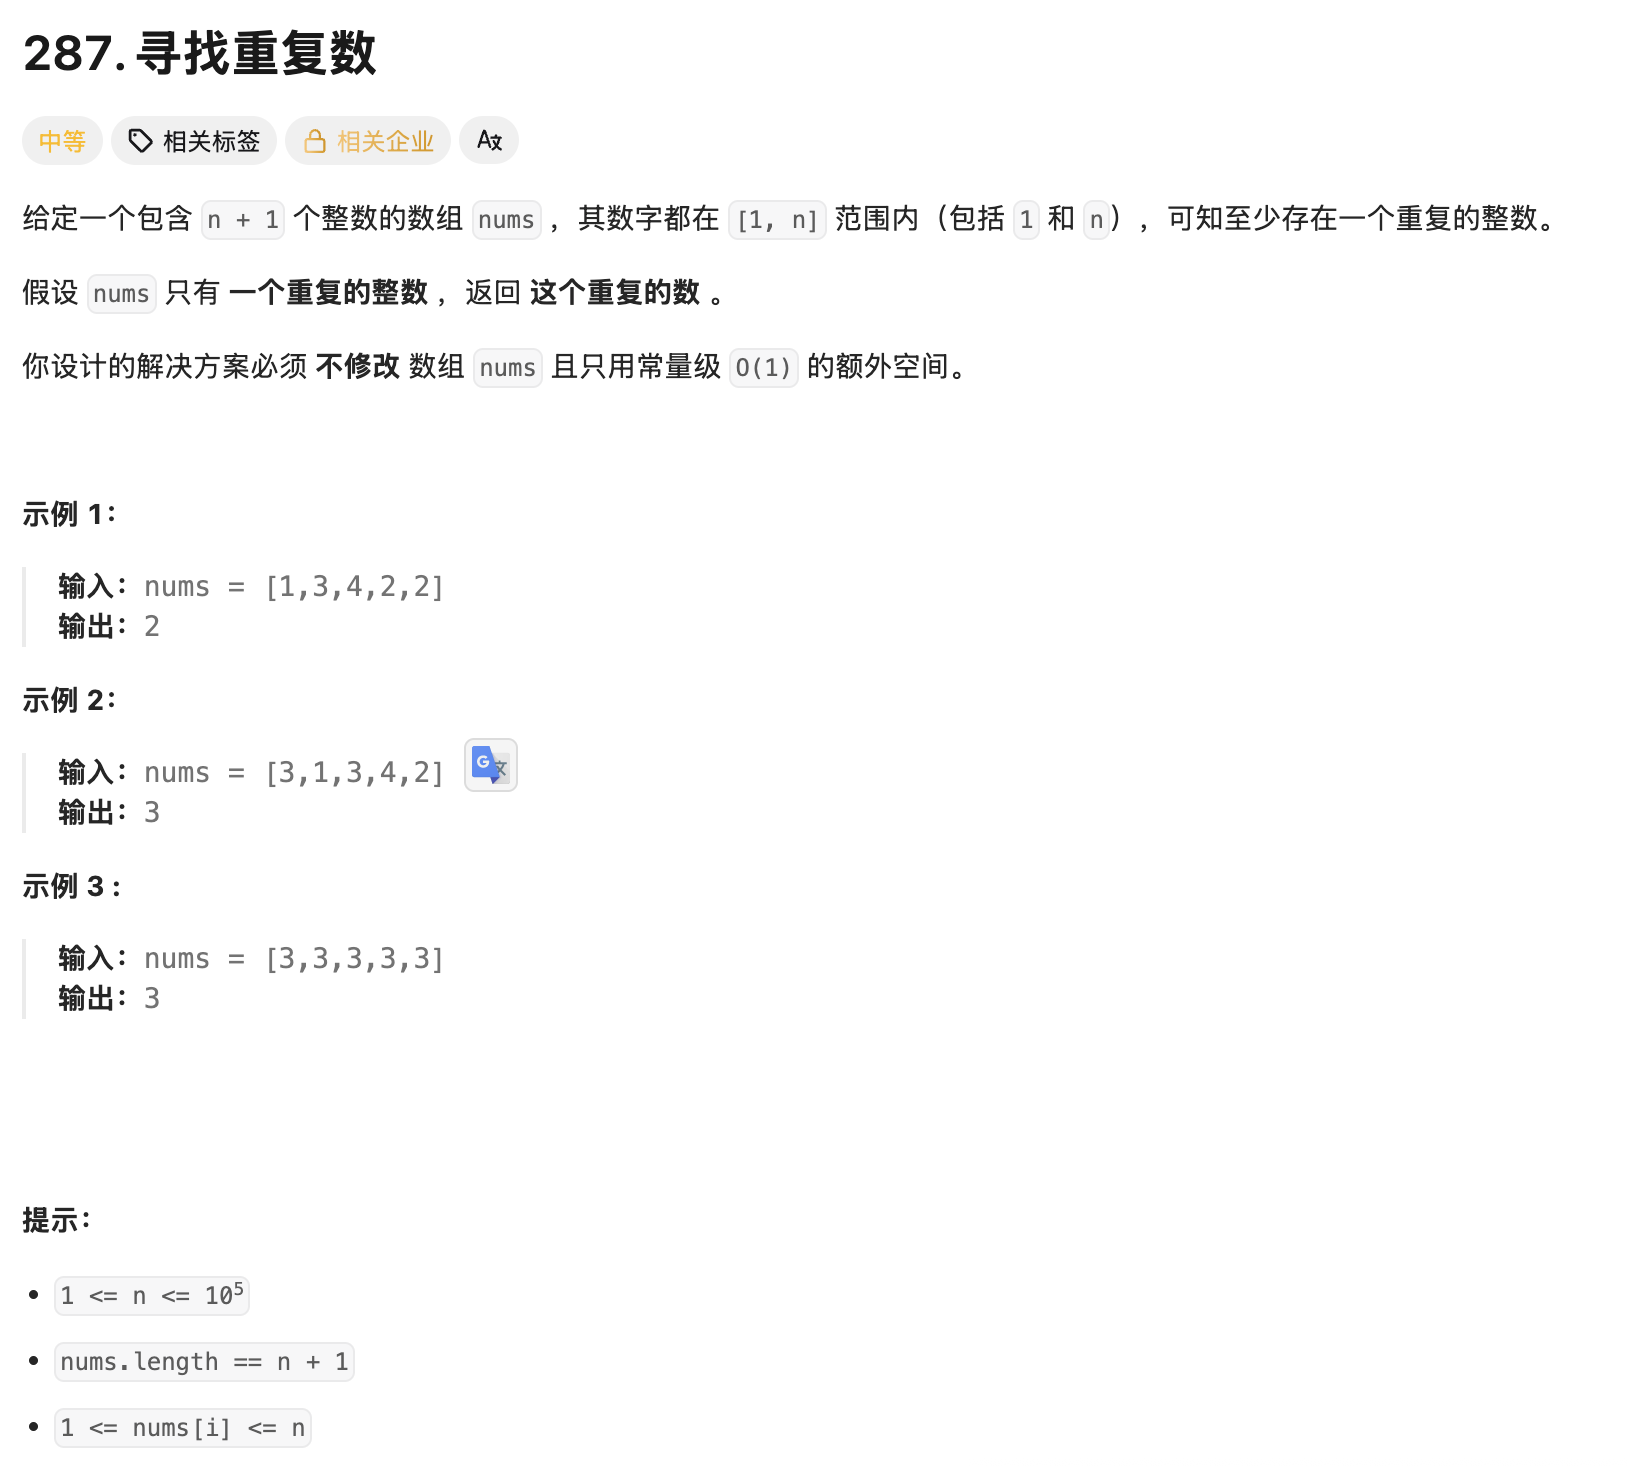 287. 寻找重复数
中等 相关标签 相关企业 A文
给定一个包含 n + 1 个整数的数组 nums ，其数字都在 [1, n] 范围内（包括 1 和 n），可知至少存在一个重复的整数。
假设 nums 只有 一个重复的整数 ，返回 这个重复的数 。
你设计的解决方案必须 不修改 数组 nums 且只用常量级 O(1) 的额外空间。
示例 1：
输入：nums = [1,3,4,2,2]
输出：2
示例 2：
输入：nums = [3,1,3,4,2] G文
输出：3
示例 3 :
输入：nums = [3,3,3,3,3]
输出：3
提示：
• 1 <= n <= 10⁵
• nums.length == n + 1
• 1 <= nums[i] <= n